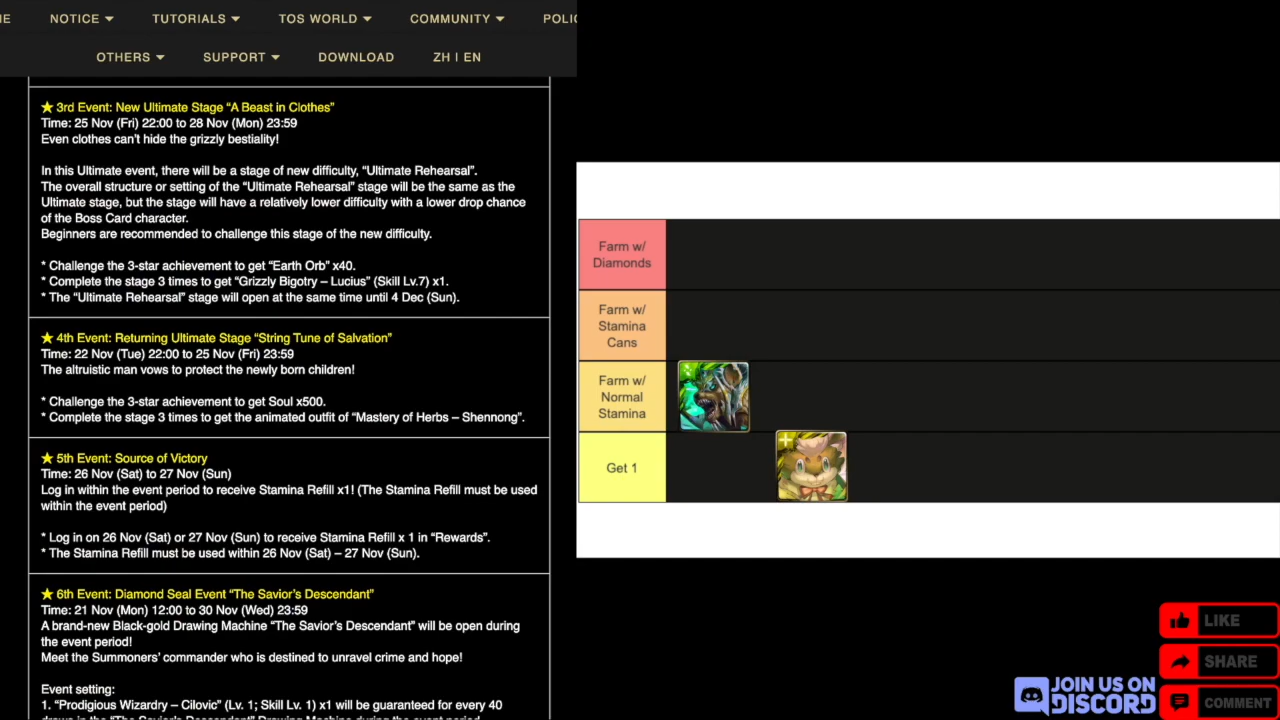 NOTICE
TUTORIALS
TOS WORLD
COMMUNITY
OTHERS
SUPPORT
DOWNLOAD
ZH | EN
★ 3rd Event: New Ultimate Stage “A Beast in Clothes”
Time: 25 Nov (Fri) 22:00 to 28 Nov (Mon) 23:59
Even clothes can’t hide the grizzly bestiality!
In this Ultimate event, there will be a stage of new difficulty, “Ultimate Rehearsal”.
The overall structure or setting of the “Ultimate Rehearsal” stage will be the same as the
Ultimate stage, but the stage will have a relatively lower difficulty with a lower drop chance
of the Boss Card character.
Beginners are recommended to challenge this stage of the new difficulty.
* Challenge the 3-star achievement to get “Earth Orb” x40.
* Complete the stage 3 times to get “Grizzly Bigotry – Lucius” (Skill Lv.7) x1.
* The “Ultimate Rehearsal” stage will open at the same time until 4 Dec (Sun).
★ 4th Event: Returning Ultimate Stage “String Tune of Salvation”
Time: 22 Nov (Tue) 22:00 to 25 Nov (Fri) 23:59
The altruistic man vows to protect the newly born children!
* Challenge the 3-star achievement to get Soul x500.
* Complete the stage 3 times to get the animated outfit of “Mastery of Herbs – Shennong”.
★ 5th Event: Source of Victory
Time: 26 Nov (Sat) to 27 Nov (Sun)
Log in within the event period to receive Stamina Refill x1! (The Stamina Refill must be used
within the event period)
* Log in on 26 Nov (Sat) or 27 Nov (Sun) to receive Stamina Refill x 1 in “Rewards”.
* The Stamina Refill must be used within 26 Nov (Sat) – 27 Nov (Sun).
★ 6th Event: Diamond Seal Event “The Savior’s Descendant”
Time: 21 Nov (Mon) 12:00 to 30 Nov (Wed) 23:59
A brand-new Black-gold Drawing Machine “The Savior’s Descendant” will be open during
the event period!
Meet the Summoners’ commander who is destined to unravel crime and hope!
Event setting:
1. “Prodigious Wizardry – Cilovic” (Lv. 1; Skill Lv. 1) x1 will be guaranteed for every 40
Farm w/
Diamonds
Farm w/
Stamina
Cans
Farm w/
Normal
Stamina
Get 1
LIKE
SHARE
COMMENT
JOIN US ON
DISCORD